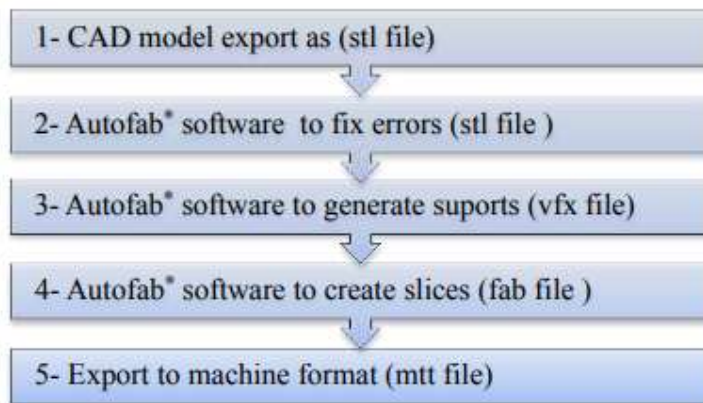 1- CAD model export as (stl file)
2- Autofab* software to fix errors (stl file )
3- Autofab* software to generate suports (vfx file)
4- Autofab* software to create slices (fab file )
5- Export to machine format (mtt file)